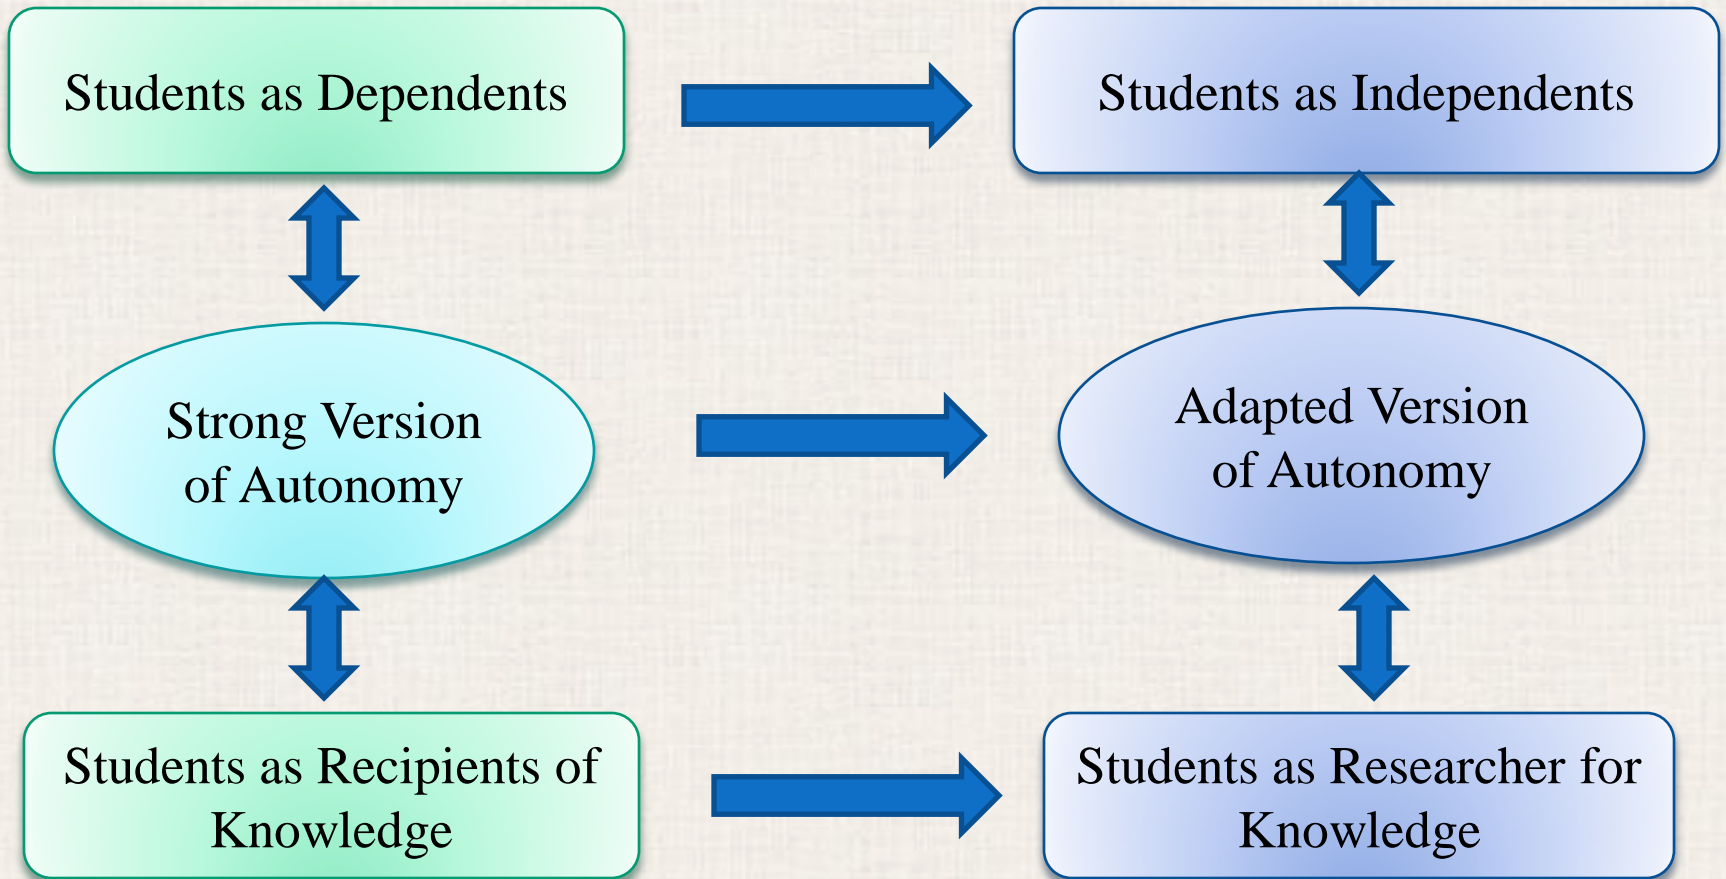 Students as Dependents
Students as Independents
Strong Version
of Autonomy
Adapted Version
of Autonomy
Students as Recipients of
Knowledge
Students as Researcher for
Knowledge